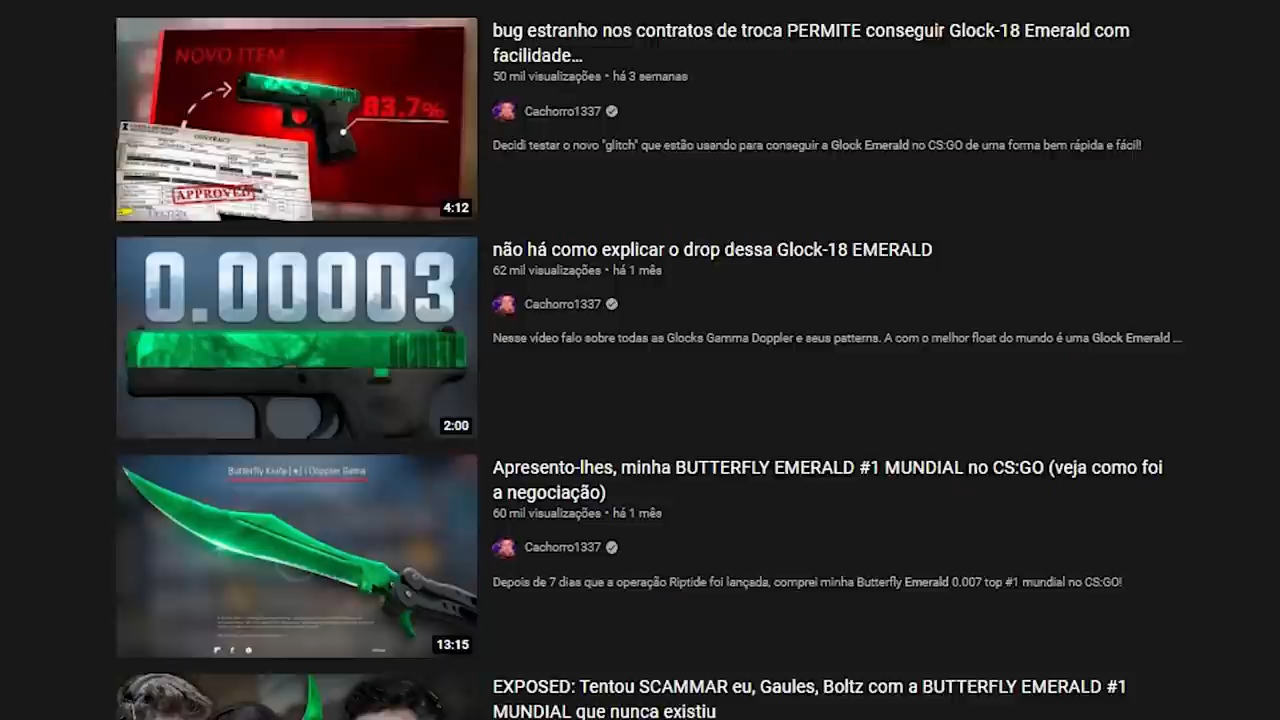 NOVO ITEM
83.7%
CONTRACT
APPROVED
4:12
bug estranho nos contratos de troca PERMITE conseguir Glock-18 Emerald com
facilidade...
50 mil visualizações • há 3 semanas
Cachorro1337
Decidi testar o novo "glitch" que estão usando para conseguir a Glock Emerald no CS:GO de uma forma bem rápida e fácil!
0.00003
2:00
não há como explicar o drop dessa Glock-18 EMERALD
62 mil visualizações • há 1 mês
Cachorro1337
Nesse vídeo falo sobre todas as Glocks Gamma Doppler e seus patterns. A com o melhor float do mundo é uma Glock Emerald ...
Butterfly Knife | ★ | Doppler Gama
13:15
Apresento-lhes, minha BUTTERFLY EMERALD #1 MUNDIAL no CS:GO (veja como foi
a negociação)
60 mil visualizações • há 1 mês
Cachorro1337
Depois de 7 dias que a operação Riptide foi lançada, comprei minha Butterfly Emerald 0.007 top #1 mundial no CS:GO!
EXPOSED: Tentou SCAMMAR eu, Gaules, Boltz com a BUTTERFLY EMERALD #1
MUNDIAL que nunca existiu